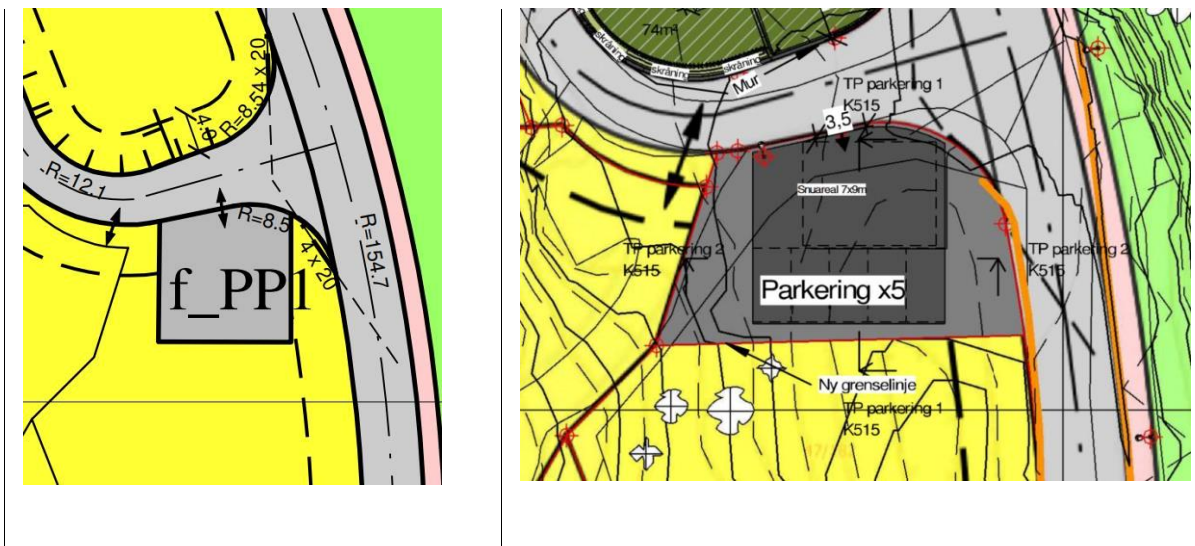 R=8.5
4 x 20
4.0
R=12.1
R=8.5
4 x 20
R=154.7
f_PP1
74m²
skråning
skråning
skråning
Mur
TP parkering 1
K515
3,5
Snuareal 7x9m
TP parkering 2
K515
TP parkering 2
K515
Parkering x5
Ny grenselinje
TP parkering 1
K515